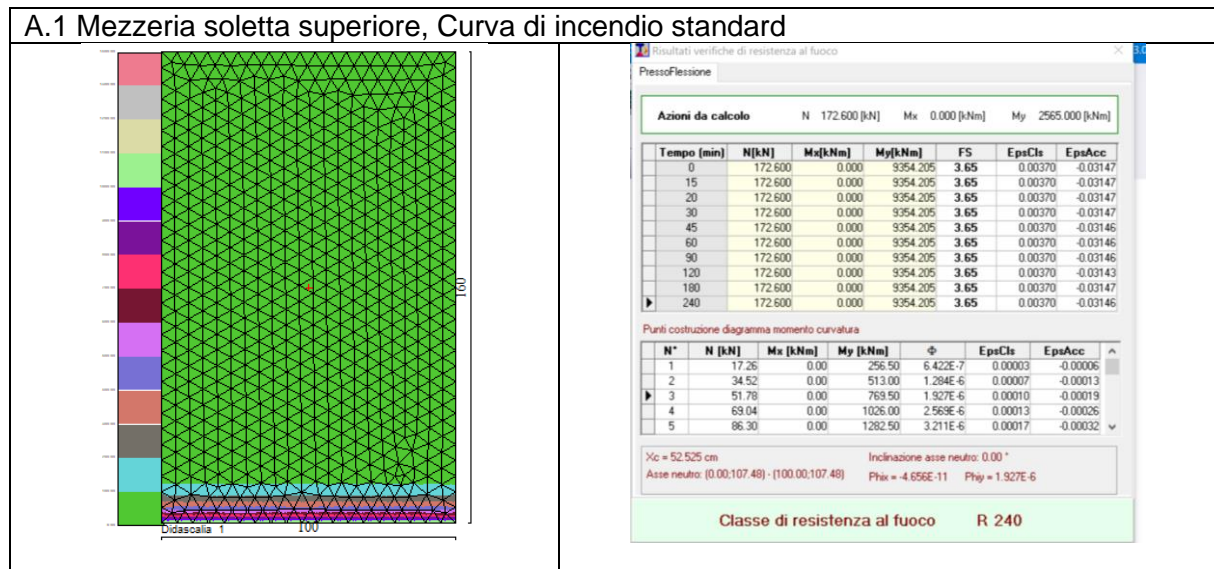 A.1 Mezzeria soletta superiore, Curva di incendio standard
160
Didascalia 1
100
Risultati verifiche di resistenza al fuoco
PressoFlessione
Azioni da calcolo N 172.600 [kN] Mx 0.000 [kNm] My 2565.000 [kNm]
Tempo [min] N[kN] Mx[kNm] My[kNm] FS EpsCls EpsAcc
0 172.600 0.000 9354.205 3.65 0.00370 -0.03147
15 172.600 0.000 9354.205 3.65 0.00370 -0.03147
20 172.600 0.000 9354.205 3.65 0.00370 -0.03147
30 172.600 0.000 9354.205 3.65 0.00370 -0.03147
45 172.600 0.000 9354.205 3.65 0.00370 -0.03146
60 172.600 0.000 9354.205 3.65 0.00370 -0.03146
90 172.600 0.000 9354.205 3.65 0.00370 -0.03146
120 172.600 0.000 9354.205 3.65 0.00370 -0.03143
180 172.600 0.000 9354.205 3.65 0.00370 -0.03147
240 172.600 0.000 9354.205 3.65 0.00370 -0.03146
Punti costruzione diagramma momento curvatura
N° N [kN] Mx [kNm] My [kNm] Φ EpsCls EpsAcc
1 17.26 0.00 256.50 6.422E-7 0.00003 -0.00006
2 34.52 0.00 513.00 1.284E-6 0.00007 -0.00013
3 51.78 0.00 769.50 1.927E-6 0.00010 -0.00019
4 69.04 0.00 1026.00 2.569E-6 0.00013 -0.00026
5 86.30 0.00 1282.50 3.211E-6 0.00017 -0.00032
Xc = 52.525 cm Inclinazione asse neutro: 0.00 °
Asse neutro: (0.00;107.48) - (100.00;107.48) Phix = -4.656E-11 Phiy = 1.927E-6
Classe di resistenza al fuoco R 240